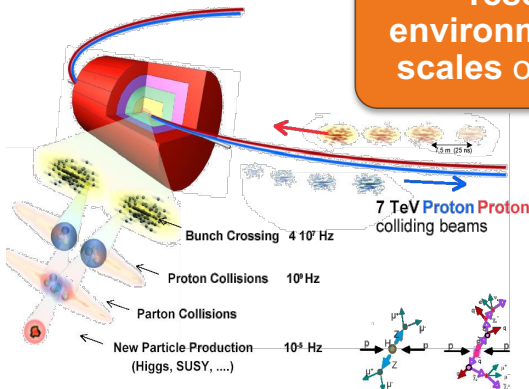 environm
scales o
7.5 m (25 ns)
7 TeV Proton Proton
colliding beams
Bunch Crossing 4 10⁷ Hz
Proton Collisions 10⁹ Hz
Parton Collisions
New Particle Production 10⁻⁵ Hz
(Higgs, SUSY, ....)
p H p
Z
μ⁺
μ⁻
p p
q
q